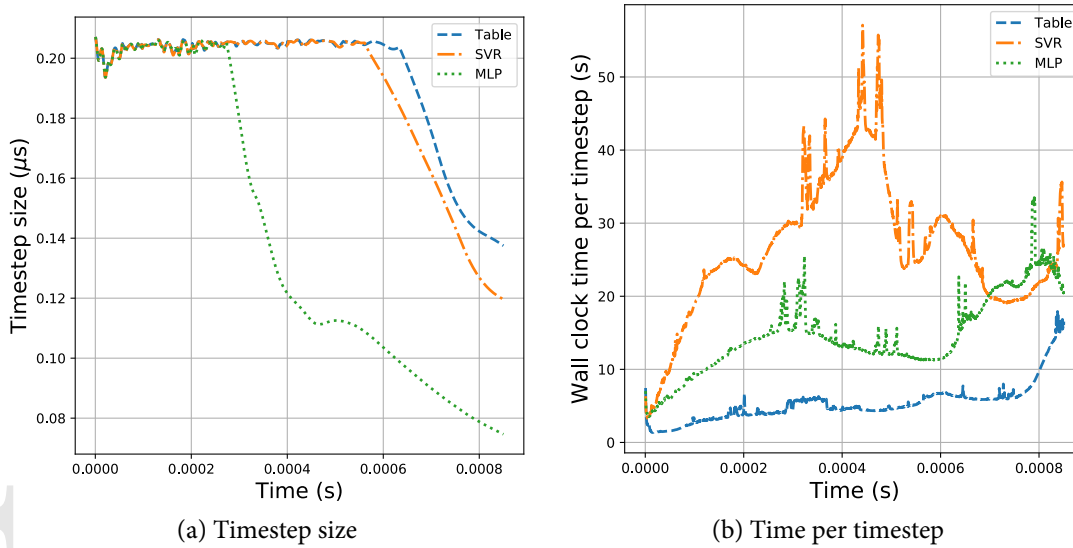 Timestep size (μs)
0.20
0.18
0.16
0.14
0.12
0.10
0.08
Table
SVR
MLP
0.0000 0.0002 0.0004 0.0006 0.0008
Time (s)
(a) Timestep size
Wall clock time per timestep (s)
50
40
30
20
10
0
Table
SVR
MLP
0.0000 0.0002 0.0004 0.0006 0.0008
Time (s)
(b) Time per timestep